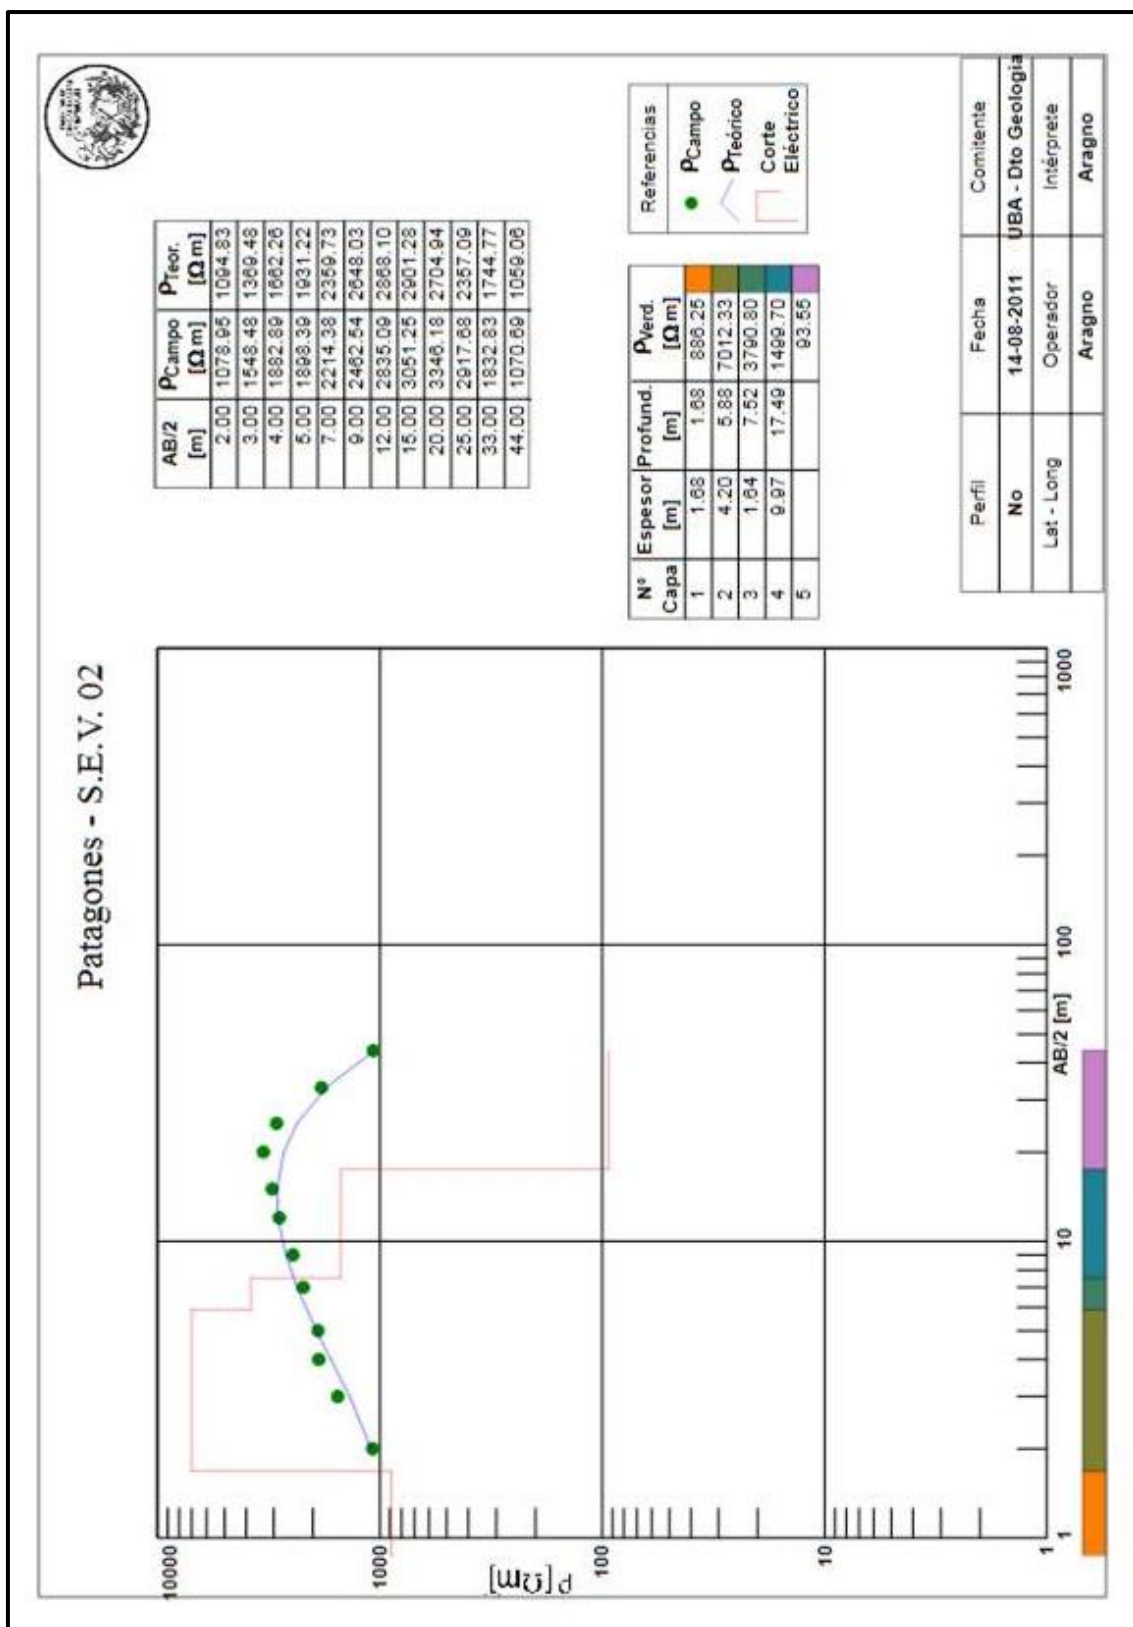 Patagones - S.E.V. 02
ρ [Ωm]
10000
1000
100
10
1
1
10
100
1000
AB/2 [m]
AB/2 [m] ρCampo [Ωm] ρTeor. [Ωm]
2.00 1078.95 1094.83
3.00 1548.48 1369.48
4.00 1882.89 1662.26
5.00 1898.39 1931.22
7.00 2214.38 2359.73
9.00 2462.54 2648.03
12.00 2835.09 2868.10
15.00 3051.25 2901.28
20.00 3346.18 2704.94
25.00 2917.68 2357.09
33.00 1832.83 1744.77
44.00 1070.69 1059.06
Nº Capa Espesor [m] Profund. [m] ρVerd. [Ωm]
1 1.68 1.68 886.25
2 4.20 5.88 7012.33
3 1.64 7.52 3790.80
4 9.97 17.49 1499.70
5 93.55
Referencias
ρCampo
ρTeórico
Corte
Eléctrico
Perfil Fecha Comitente
No 14-08-2011 UBA - Dto Geologia
Lat - Long Operador Intérprete
Aragno Aragno